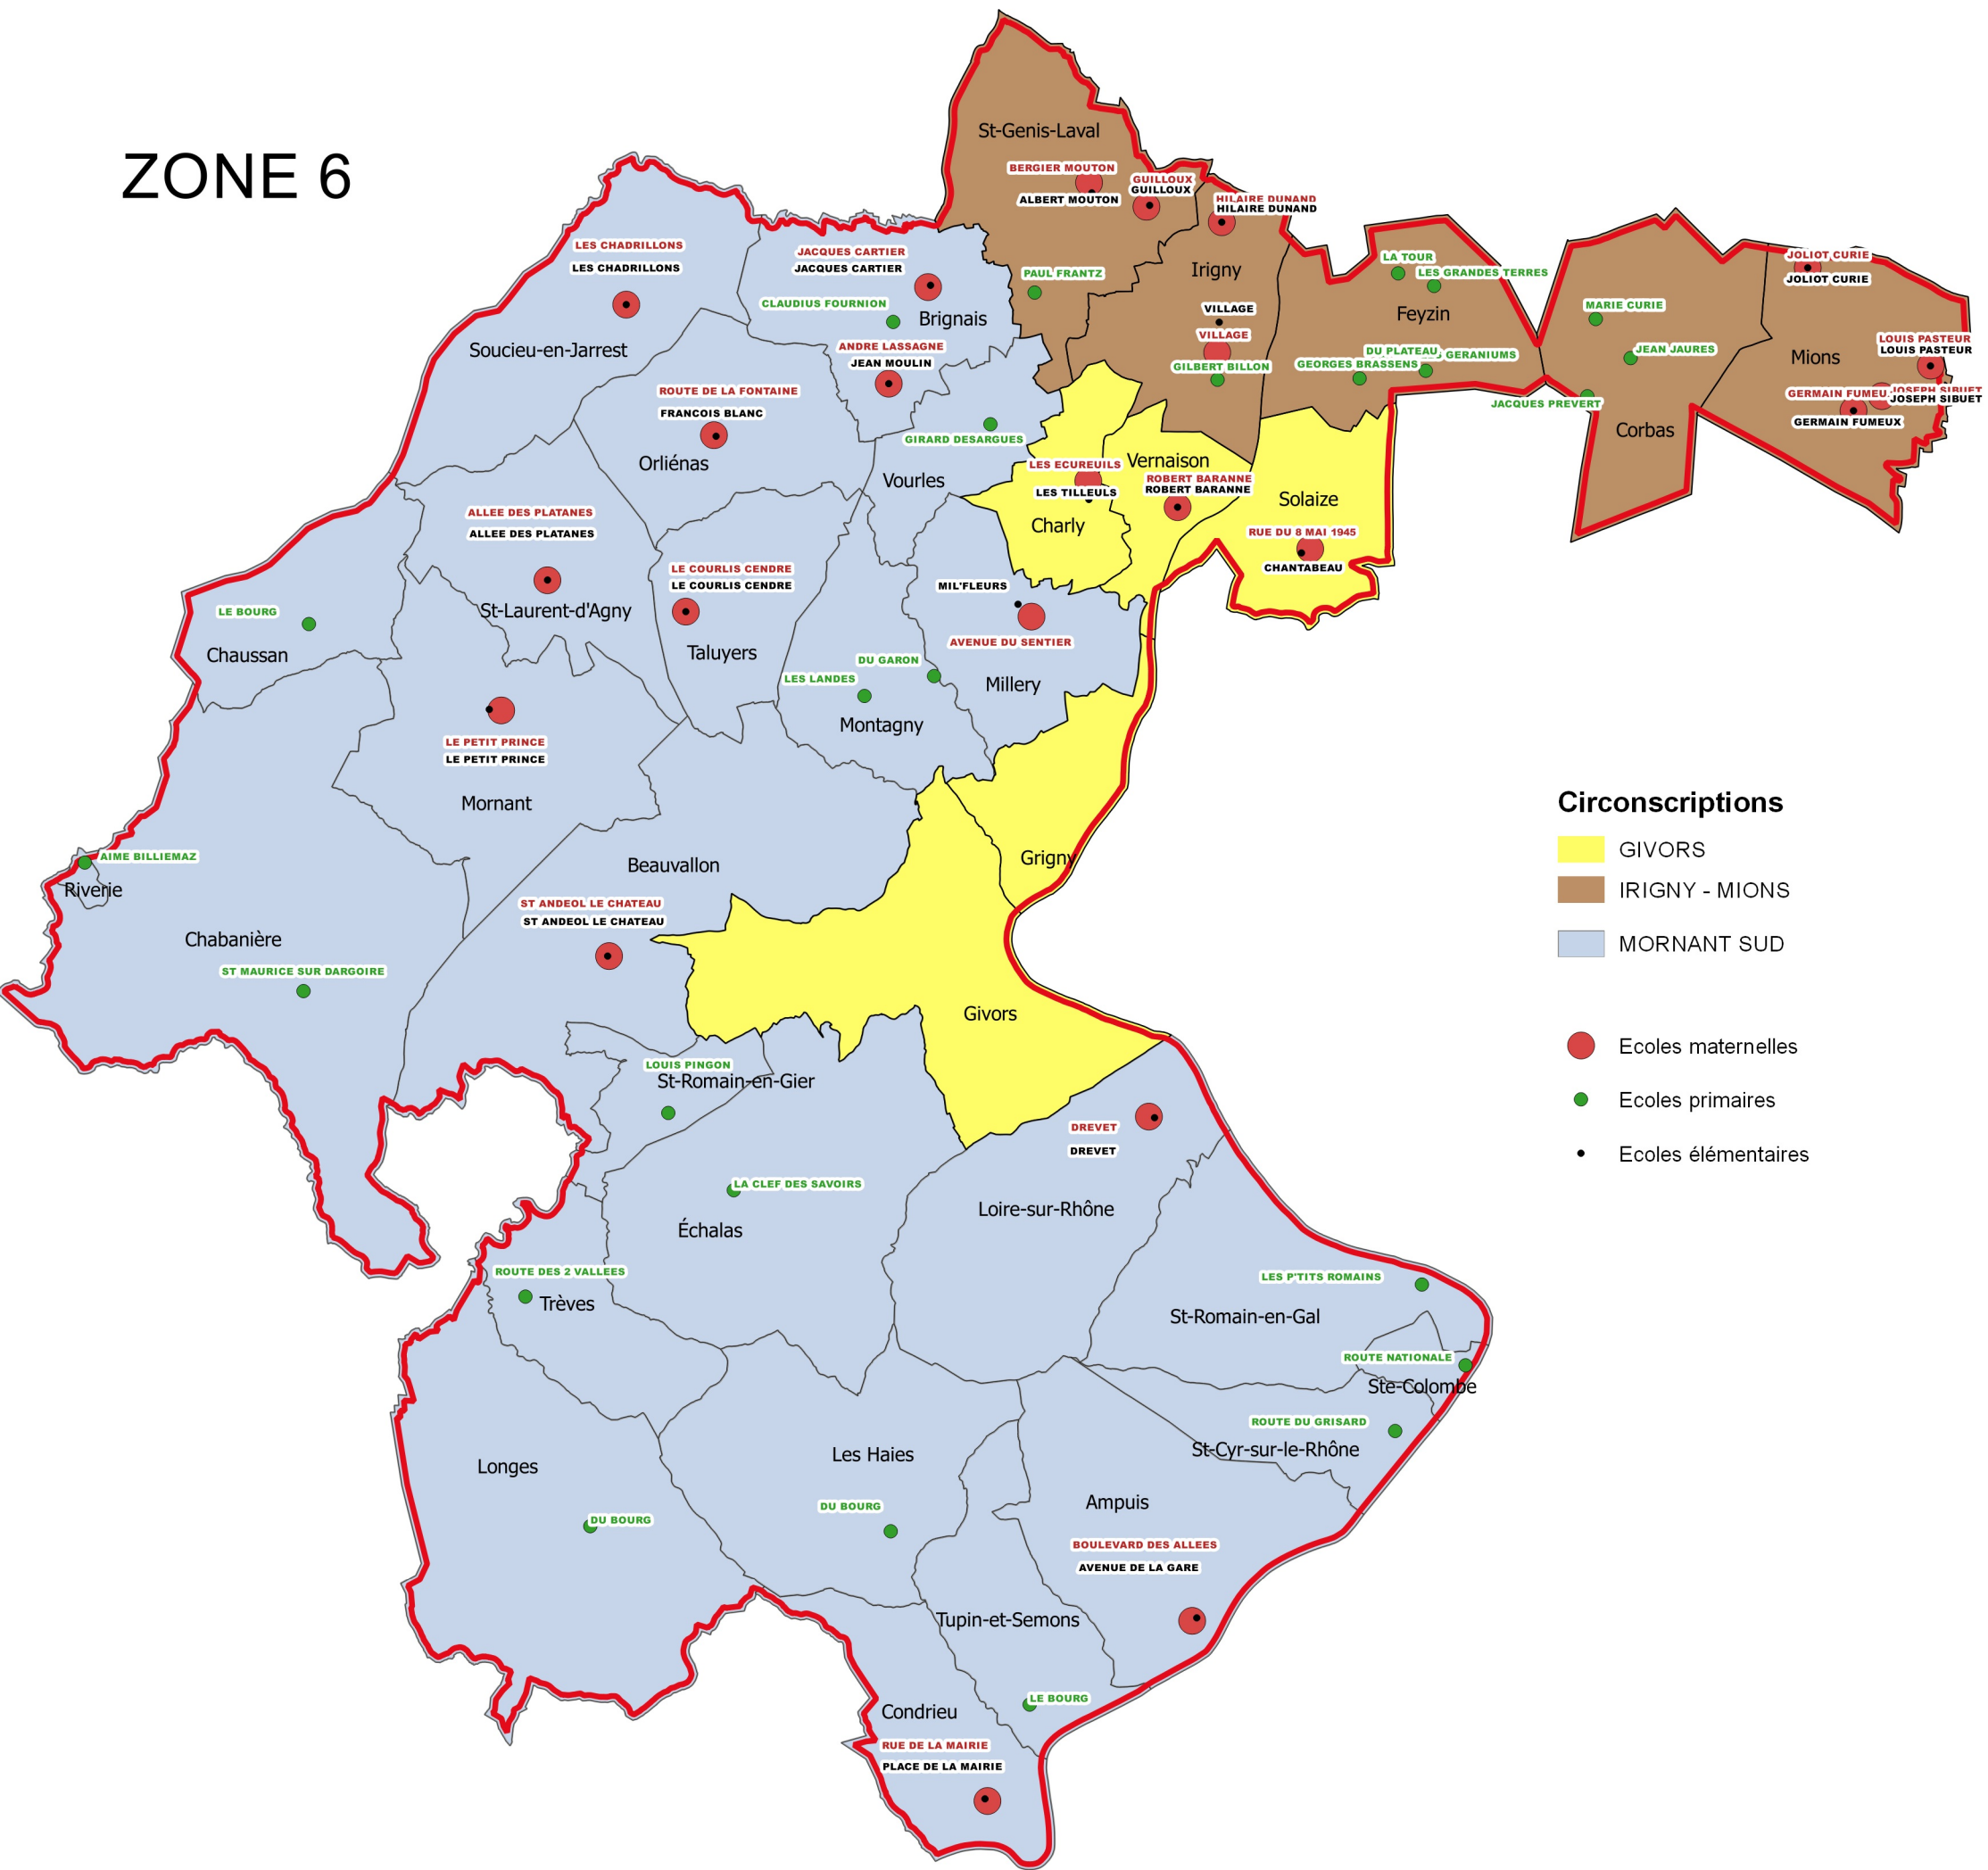 ZONE 6
St-Genis-Laval
BERGIER MOUTON
ALBERT MOUTON
GUILLOUX
GUILLOUX
HILAIRE DUNAND
HILAIRE DUNAND
PAUL FRANTZ
Irigny
VILLAGE
VILLAGE
GILBERT BILLON
LA TOUR
LES GRANDES TERRES
Feyzin
DU PLATEAU
GERANIUMS
GEORGES BRASSENS
MARIE CURIE
JEAN JAURES
JACQUES PREVERT
Corbas
JOLIOT CURIE
JOLIOT CURIE
Mions
LOUIS PASTEUR
LOUIS PASTEUR
GERMAIN FUMEU
JOSEPH SIBUET
JOSEPH SIBUET
GERMAIN FUMEUX
LES CHADRILLONS
LES CHADRILLONS
Soucieu-en-Jarrest
JACQUES CARTIER
JACQUES CARTIER
CLAUDIUS FOURNION
Brignais
ANDRE LASSAGNE
JEAN MOULIN
ROUTE DE LA FONTAINE
FRANCOIS BLANC
Orliénas
GIRARD DESARGUES
Vourles
LES ECUREUILS
LES TILLEULS
Charly
Vernaison
ROBERT BARANNE
ROBERT BARANNE
Solaize
RUE DU 8 MAI 1945
CHANTABEAU
ALLEE DES PLATANES
ALLEE DES PLATANES
St-Laurent-d'Agny
LE COURLIS CENDRE
LE COURLIS CENDRE
Taluyers
MIL'FLEURS
AVENUE DU SENTIER
Millery
LE BOURG
Chaussan
DU GARON
LES LANDES
Montagny
LE PETIT PRINCE
LE PETIT PRINCE
Mornant
AIME BILLIEMAZ
Riverie
Beauvallon
Grigny
ST ANDEOL LE CHATEAU
ST ANDEOL LE CHATEAU
Chabanière
ST MAURICE SUR DARGOIRE
Givors
LOUIS PINGON
St-Romain-en-Gier
DREVET
DREVET
LA CLEF DES SAVOIRS
Échalas
Loire-sur-Rhône
ROUTE DES 2 VALLEES
Trèves
LES P'TITS ROMAINS
St-Romain-en-Gal
ROUTE NATIONALE
Ste-Colombe
ROUTE DU GRISARD
St-Cyr-sur-le-Rhône
Longes
DU BOURG
Les Haies
DU BOURG
Ampuis
BOULEVARD DES ALLEES
AVENUE DE LA GARE
Tupin-et-Semons
LE BOURG
Condrieu
RUE DE LA MAIRIE
PLACE DE LA MAIRIE
Circonscriptions
GIVORS
IRIGNY - MIONS
MORNANT SUD
Ecoles maternelles
Ecoles primaires
Ecoles élémentaires